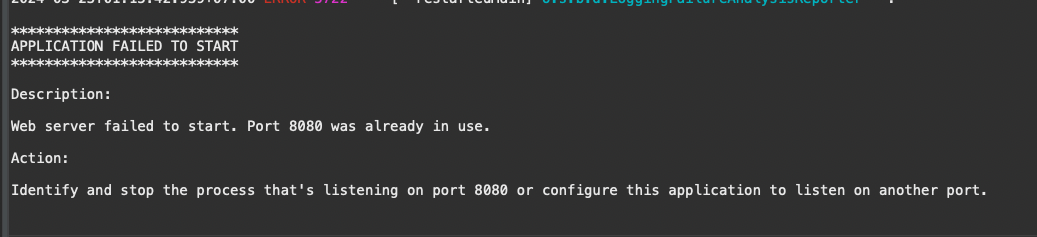 ***************************
APPLICATION FAILED TO START
***************************
Description:
Web server failed to start. Port 8080 was already in use.
Action:
Identify and stop the process that's listening on port 8080 or configure this application to listen on another port.